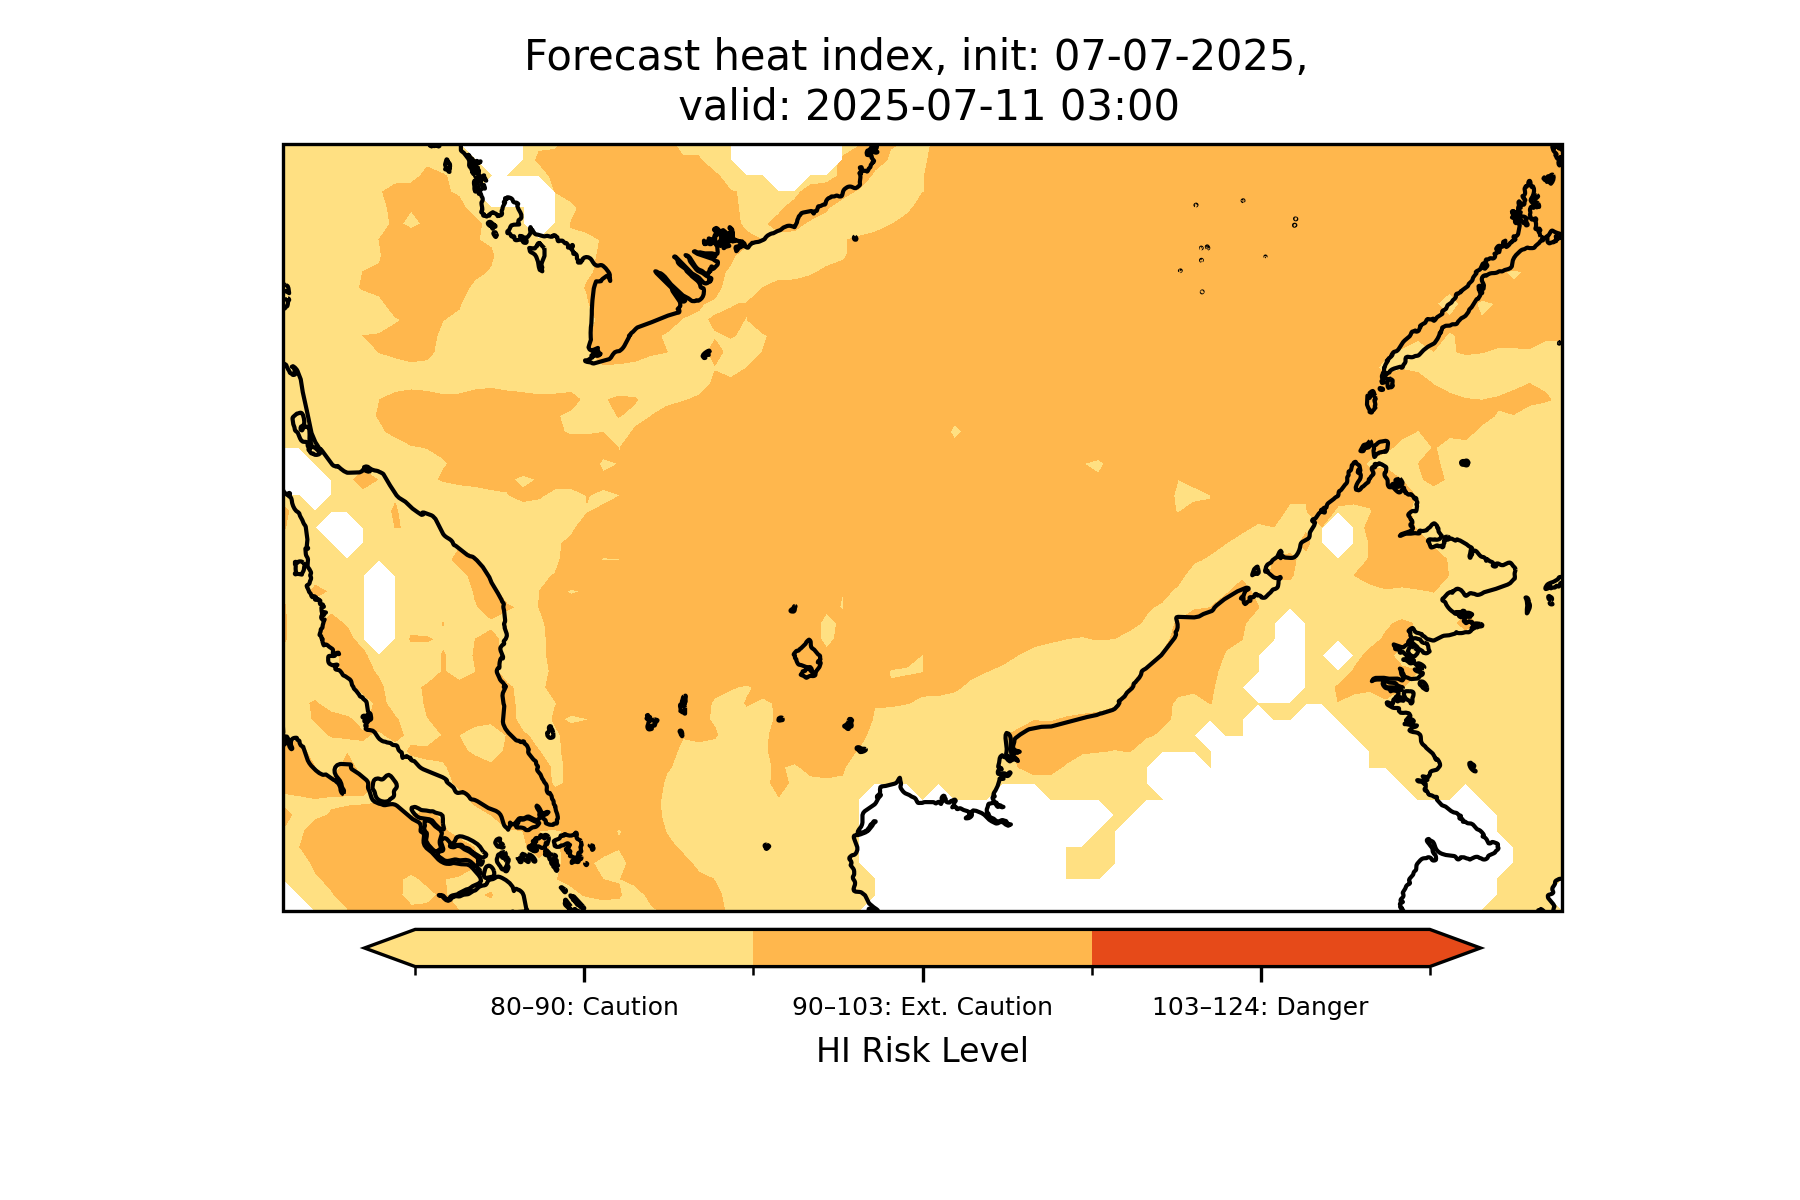 Forecast heat index, init: 07-07-2025,
valid: 2025-07-11 03:00
80–90: Caution
90–103: Ext. Caution
103–124: Danger
HI Risk Level